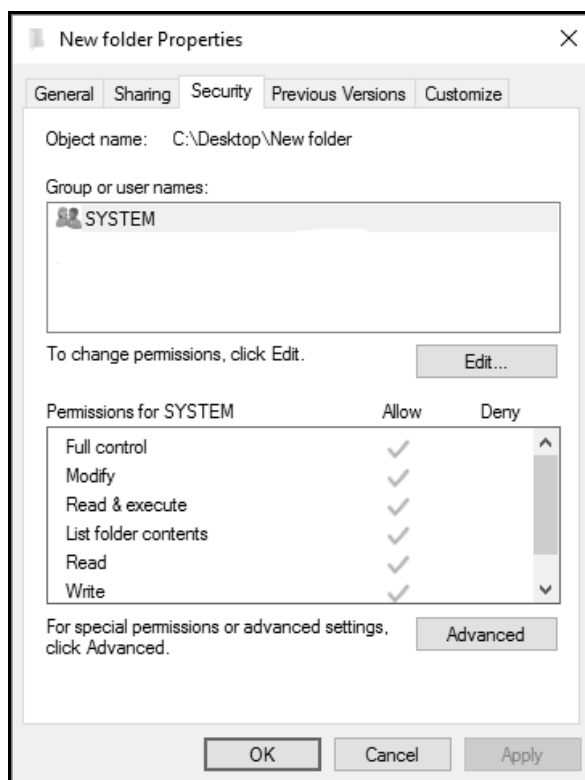 New folder Properties
General Sharing Security Previous Versions Customize
Object name: C:\Desktop\New folder
Group or user names:
SYSTEM
To change permissions, click Edit.
Edit...
Permissions for SYSTEM Allow Deny
Full control
Modify
Read & execute
List folder contents
Read
Write
For special permissions or advanced settings,
click Advanced.
Advanced
OK Cancel Apply